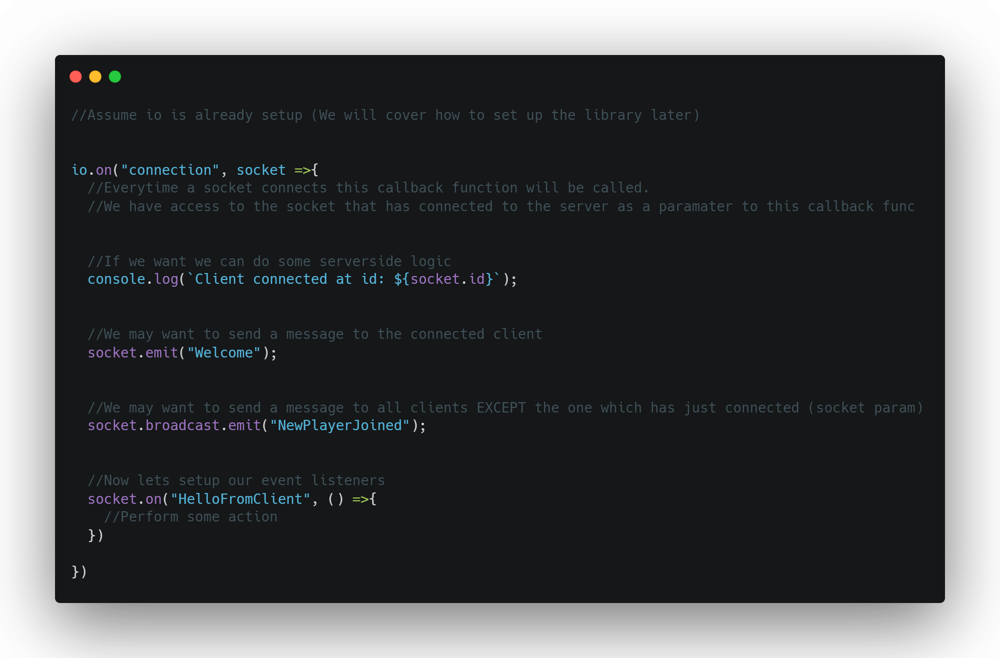 //Assume io is already setup (We will cover how to set up the library later)
io.on("connection", socket =>{
//Everytime a socket connects this callback function will be called.
//We have access to the socket that has connected to the server as a paramater to this callback func
//If we want we can do some serverside logic
console.log(`Client connected at id: ${socket.id}`);
//We may want to send a message to the connected client
socket.emit("Welcome");
//We may want to send a message to all clients EXCEPT the one which has just connected (socket param)
socket.broadcast.emit("NewPlayerJoined");
//Now lets setup our event listeners
socket.on("HelloFromClient", () =>{
//Perform some action
})
})